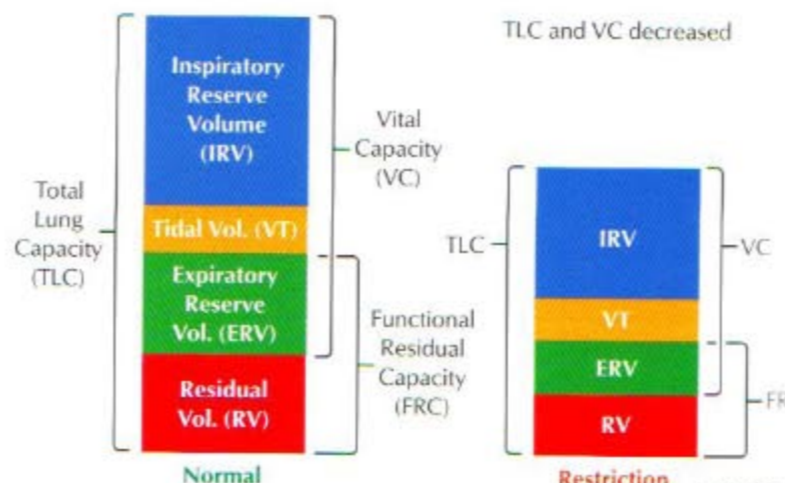 TLC and VC decreased
Inspiratory
Reserve
Volume
(IRV)
Vital
Capacity
(VC)
Total
Lung
Capacity
(TLC)
Tidal Vol. (VT)
Expiratory
Reserve
Vol. (ERV)
Functional
Residual
Capacity
(FRC)
Residual
Vol. (RV)
Normal
TLC
IRV
VC
VT
ERV
FR
RV
Restriction